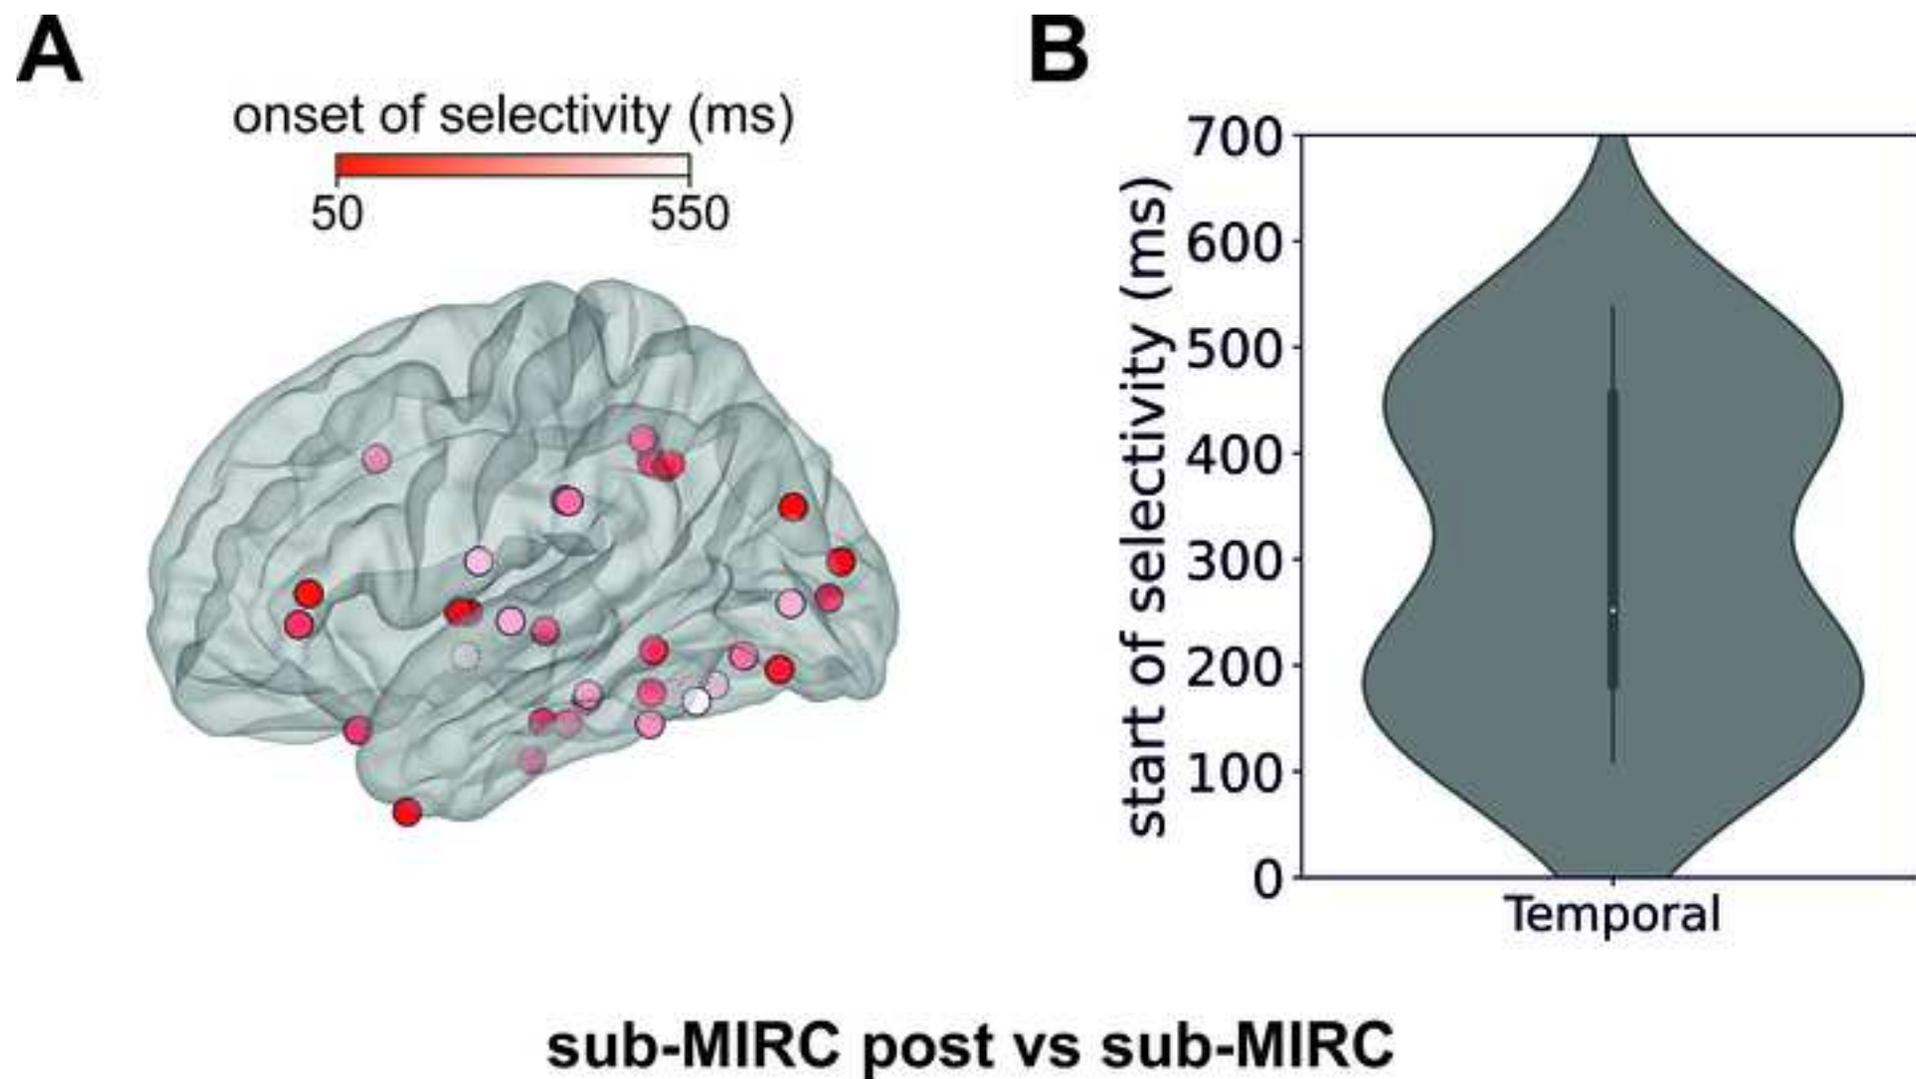 A
onset of selectivity (ms)
50 550
B
start of selectivity (ms)
700
600
500
400
300
200
100
0
Temporal
sub-MIRC post vs sub-MIRC